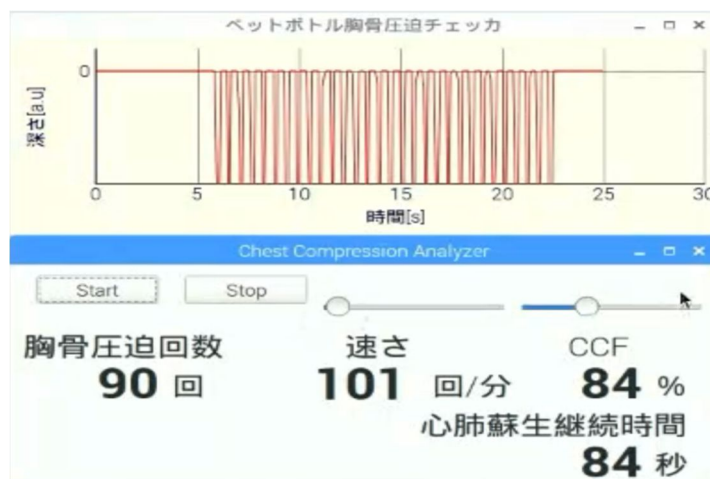 ペットボトル胸骨圧迫チェッカ
0
深さ[a.u]
0 5 10 15 20 25 30
時間[s]
Chest Compression Analyzer
Start Stop
胸骨圧迫回数 速さ CCF
90 回 101 回/分 84 %
心肺蘇生継続時間
84 秒